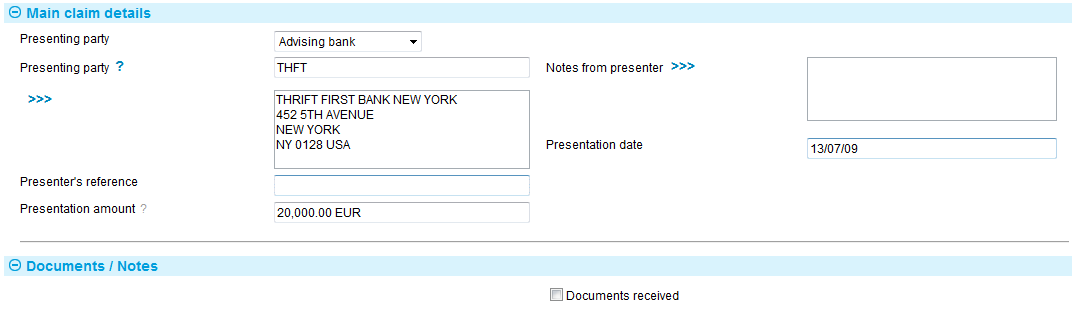 Main claim details
Presenting party
Advising bank
Presenting party ?
THFT
Notes from presenter >>>
>>>
THRIFT FIRST BANK NEW YORK
452 5TH AVENUE
NEW YORK
NY 0128 USA
Presentation date
13/07/09
Presenter's reference
Presentation amount ?
20,000.00 EUR
Documents / Notes
Documents received